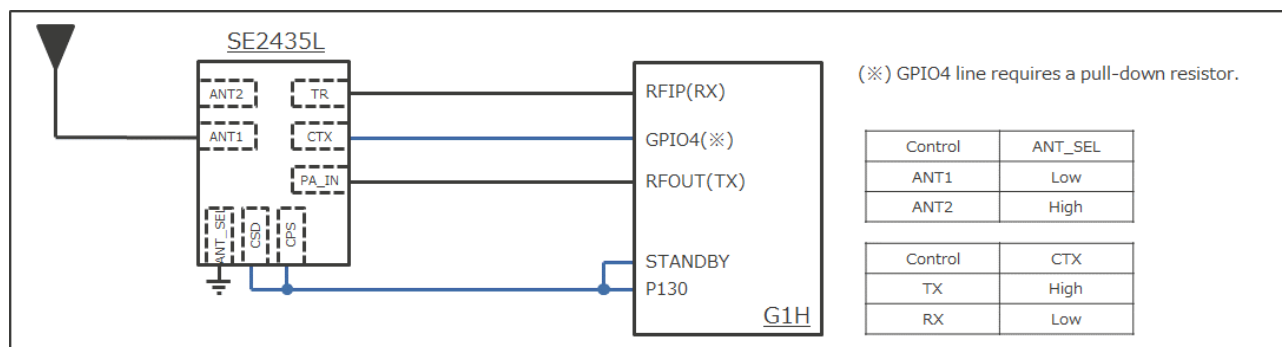 SE2435L
ANT2
TR
ANT1
CTX
PA_IN
ANT_SEL
CSD
CPS
RFIP(RX)
GPIO4(※)
RFOUT(TX)
STANDBY
P130
G1H
(※) GPIO4 line requires a pull-down resistor.
Control ANT_SEL
ANT1 Low
ANT2 High
Control CTX
TX High
RX Low